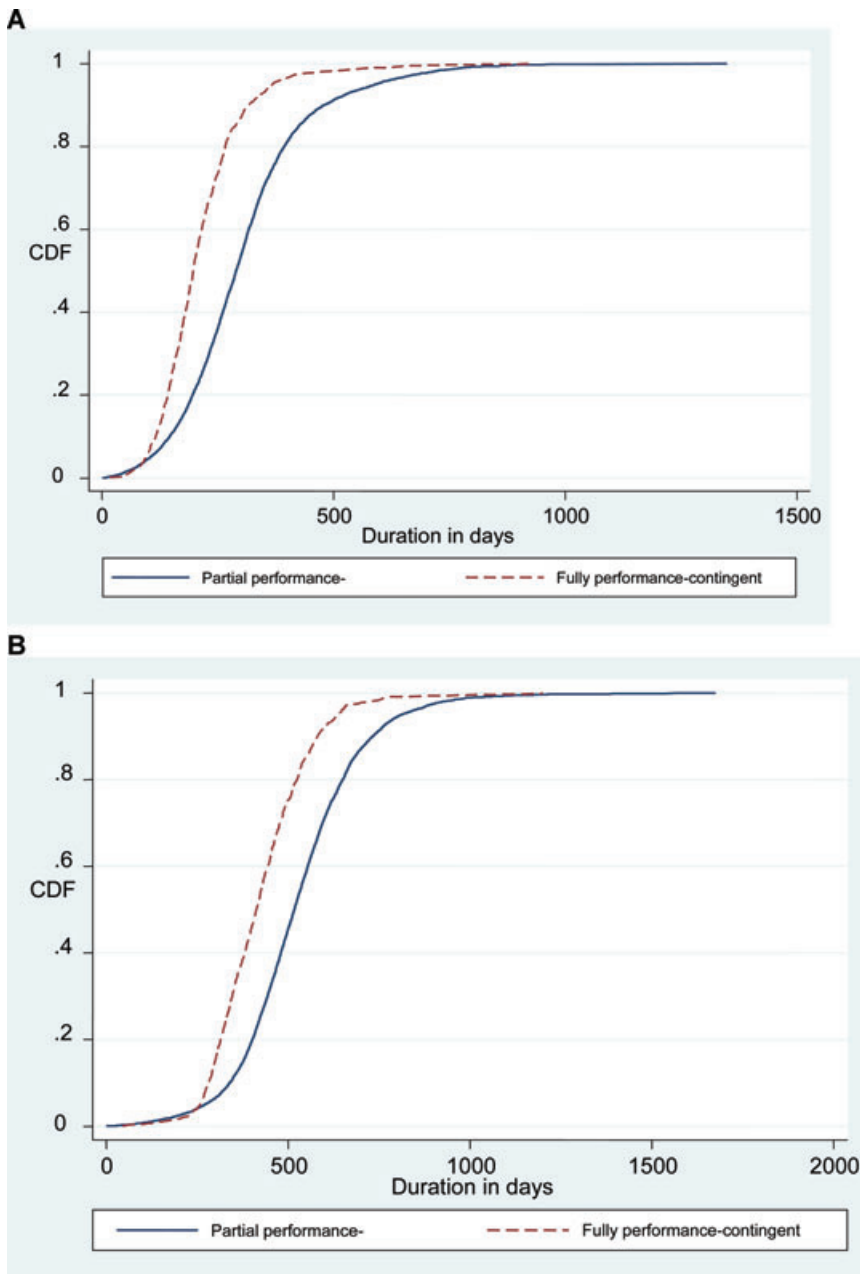 A
1
.8
.6
CDF
.4
.2
0
0 500 1000 1500
Duration in days
Partial performance- Fully performance-contingent
B
1
.8
.6
CDF
.4
.2
0
0 500 1000 1500 2000
Duration in days
Partial performance- Fully performance-contingent